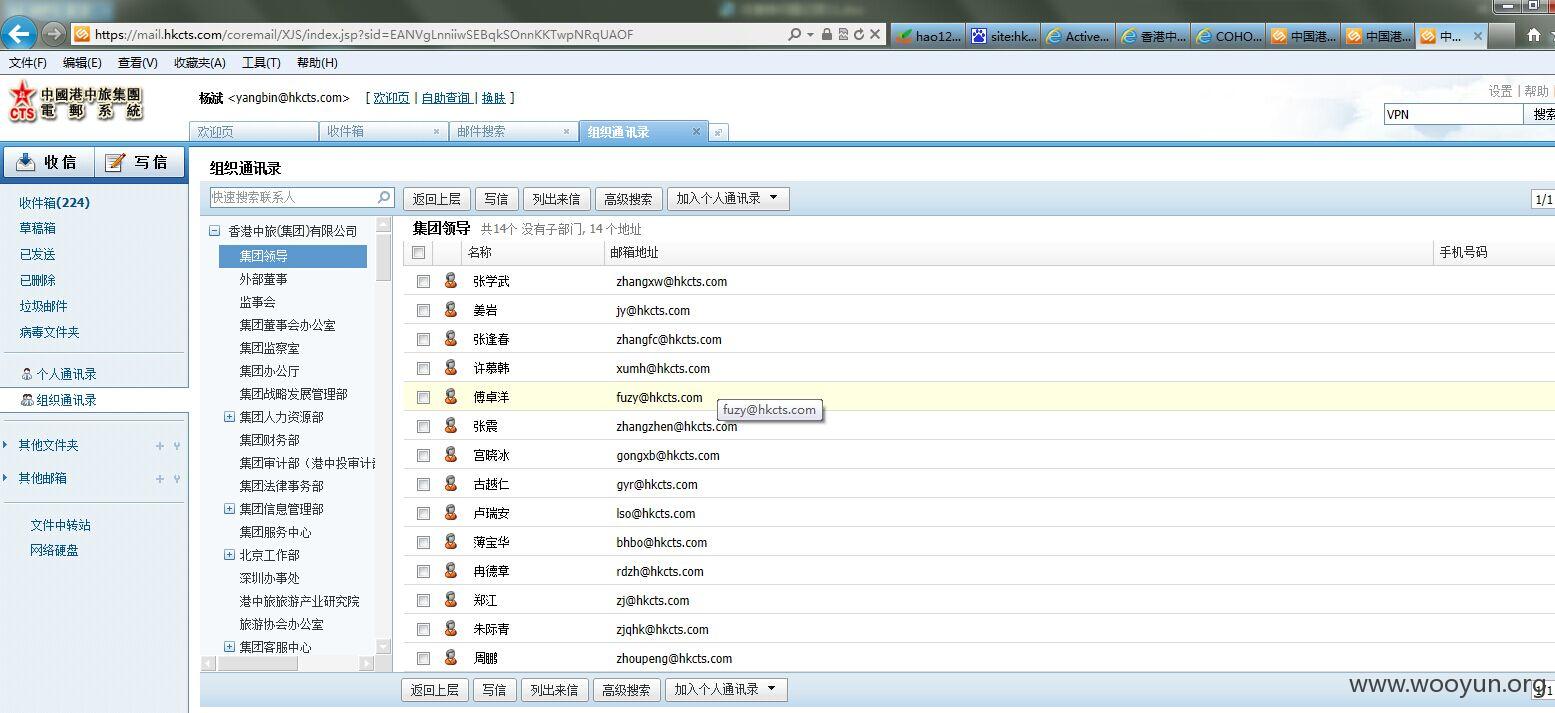 https://mail.hkcts.com/coremail/XJS/index.jsp?sid=EANVgLnniiwSEBqkSOnnKKTwpNRqUAOF
hao12... site:hk... Active... 香港中... COHO... 中国港... 中国港... 中...
文件(F) 编辑(E) 查看(V) 收藏夹(A) 工具(T) 帮助(H)
CTS 中國港中旅集團
電郵系統
杨斌 <yangbin@hkcts.com> [ 欢迎页 | 自助查询 | 换肤 ]
设置 | 帮助
VPN 搜索
欢迎页 收件箱 邮件搜索 组织通讯录
收信 写信
收件箱(224)
草稿箱
已发送
已删除
垃圾邮件
病毒文件夹
个人通讯录
组织通讯录
其他文件夹
其他邮箱
文件中转站
网络硬盘
组织通讯录
快速搜索联系人 返回上层 写信 列出来信 高级搜索 加入个人通讯录 1/1
香港中旅(集团)有限公司
集团领导
外部董事
监事会
集团董事会办公室
集团监察室
集团办公厅
集团战略发展管理部
集团人力资源部
集团财务部
集团审计部（港中投审计
集团法律事务部
集团信息管理部
集团服务中心
北京工作部
深圳办事处
港中旅旅游产业研究院
旅游协会办公室
集团客服中心
集团领导 共14个 没有子部门, 14 个地址
名称 邮箱地址 手机号码
张学武 zhangxw@hkcts.com
姜岩 jy@hkcts.com
张逢春 zhangfc@hkcts.com
许慕韩 xumh@hkcts.com
傅卓洋 fuzy@hkcts.com
fuzy@hkcts.com
张震 zhangzhen@hkcts.com
宫晓冰 gongxb@hkcts.com
古越仁 gyr@hkcts.com
卢瑞安 lso@hkcts.com
薄宝华 bhbo@hkcts.com
冉德章 rdzh@hkcts.com
郑江 zj@hkcts.com
朱际青 zjqhk@hkcts.com
周鹏 zhoupeng@hkcts.com
返回上层 写信 列出来信 高级搜索 加入个人通讯录 1/1
www.wooyun.org